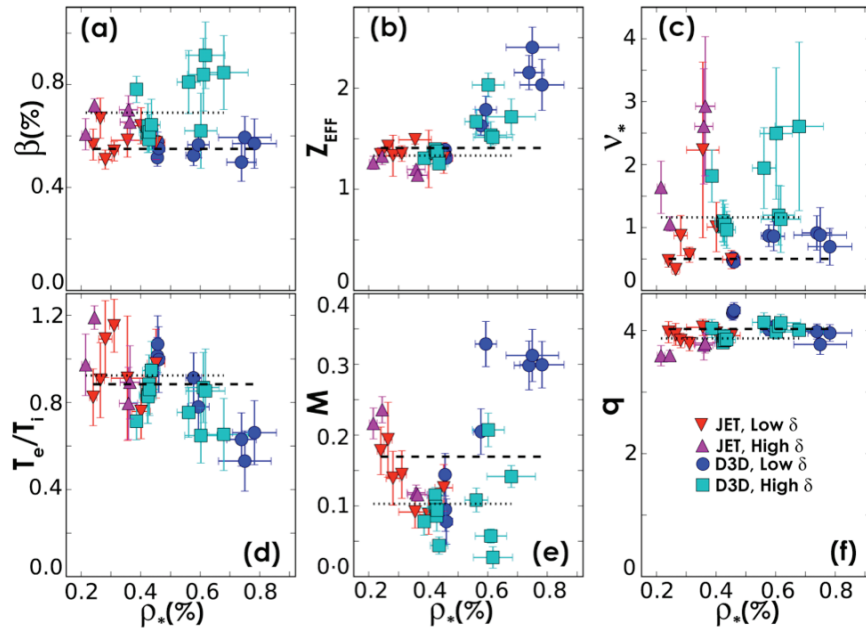 (a)
β(%)
0.8
0.4
0.0
(b)
Z_EFF
2
1
0
(c)
ν*
4
3
2
1
0
(d)
T_e/T_i
1.2
0.8
0.4
0.0
0.2 0.4 0.6 0.8
ρ*(%)
(e)
M
0.3
0.2
0.1
0.0
0.2 0.4 0.6 0.8
ρ*(%)
(f)
q
4
2
0
JET, Low δ
JET, High δ
D3D, Low δ
D3D, High δ
0.2 0.4 0.6 0.8
ρ*(%)